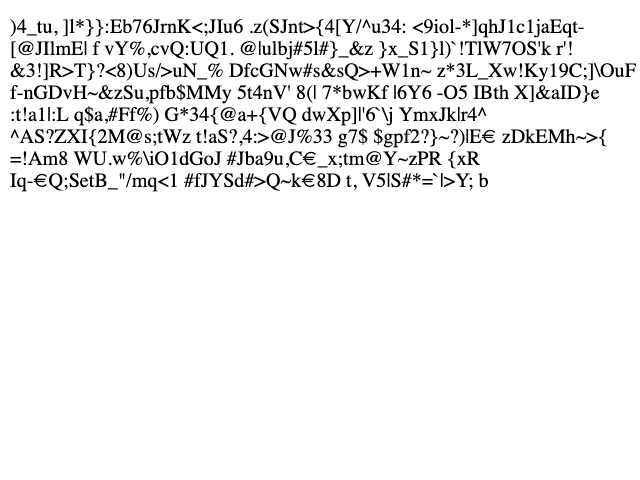 )4_tu, ]l*}}:Eb76JrnK<;JIu6 .z(SJnt>{4[Y/^u34: <9iol-*]qhJ1c1jaEqt-
[@JIlmE| f vY%,cvQ:UQ1. @|ulbj#5l#}_&z }x_S1}l)`!TlW7OS'k r'!
&3!]R>T}?<8)Us/>uN_% DfcGNw#s&sQ>+W1n~ z*3L_Xw!Ky19C;]\OuF
f-nGDvH~&zSu,pfb$MMy 5t4nV' 8(| 7*bwKf |6Y6 -O5 IBth X]&aID}e
:t!a1|:L q$a,#Ff%) G*34{@a+{VQ dwXp]|'6`\j YmxJk|r4^
^AS?ZXI{2M@s;tWz t!aS?,4:>@J%33 g7$ $gpf2?}~?)|E€ zDkEMh~>{
=!Am8 WU.w%\iO1dGoJ #Jba9u,C€_x;tm@Y~zPR {xR
Iq-€Q;SetB_"/mq<1 #fJYSd#>Q~k€8D t, V5|S#*=`|>Y; b